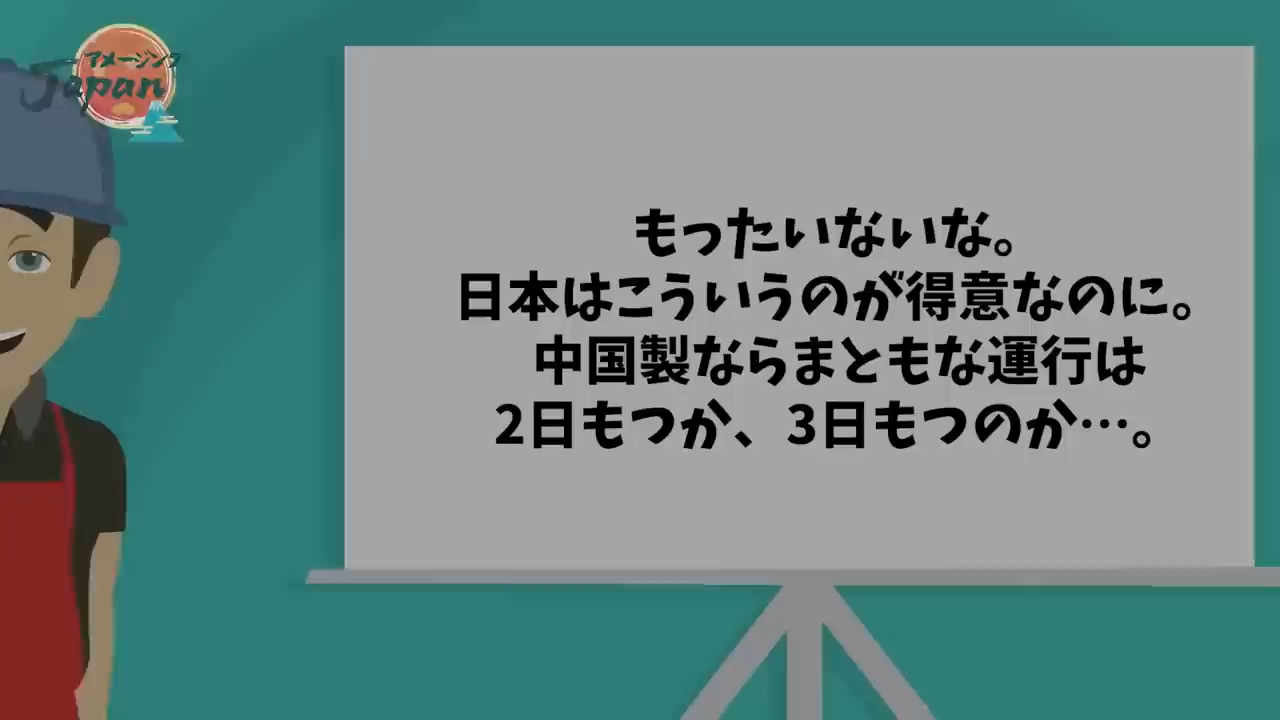 アメージング
Japan
もったいないな。
日本はこういうのが得意なのに。
中国製ならまともな運行は
2日もつか、3日もつのか…。